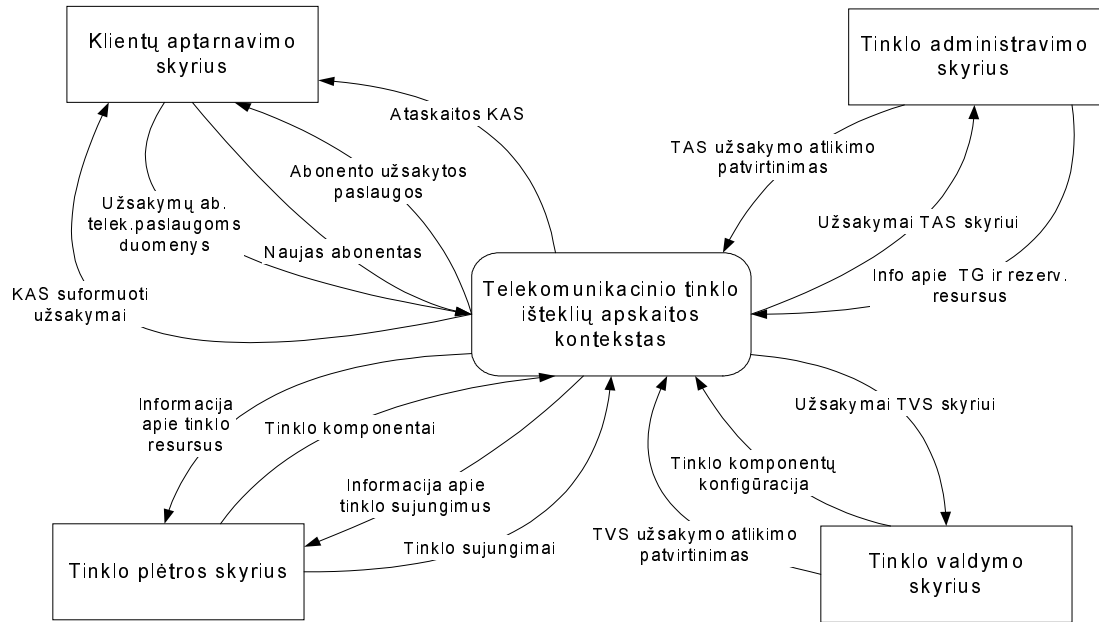 Klientų aptarnavimo
skyrius
Tinklo administravimo
skyrius
Ataskaitos KAS
TAS užsakymo atlikimo
patvirtinimas
Abonento užsakytos
paslaugos
Užsakymų ab.
telek.paslaugoms
duomenys
Užsakymai TAS skyriui
Naujas abonentas
Info apie TG ir rezerv.
resursus
KAS suformuoti
užsakymai
Telekomunikacinio tinklo
išteklių apskaitos
kontekstas
Informacija
apie tinklo
resursus
Tinklo komponentai
Užsakymai TVS skyriui
Informacija apie
tinklo sujungimus
Tinklo komponentų
konfigūracija
Tinklo sujungimai
TVS užsakymo atlikimo
patvirtinimas
Tinklo plėtros skyrius
Tinklo valdymo
skyrius